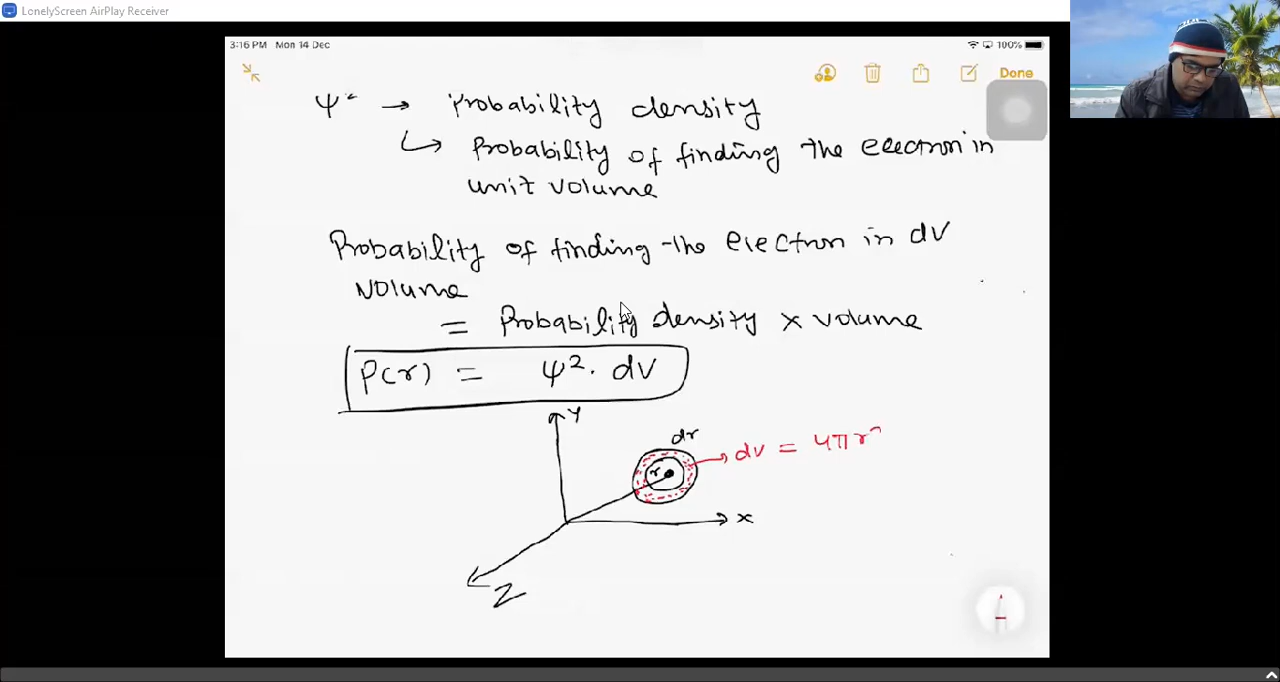 LonelyScreen AirPlay Receiver
3:16 PM Mon 14 Dec
100%
Done
ψ² → Probability density
↳ Probability of finding the electron in
unit volume
Probability of finding the electron in dV
volume
= Probability density x volume
P(r) = ψ². dV
Y
dr
r
dv = 4πr²
X
Z